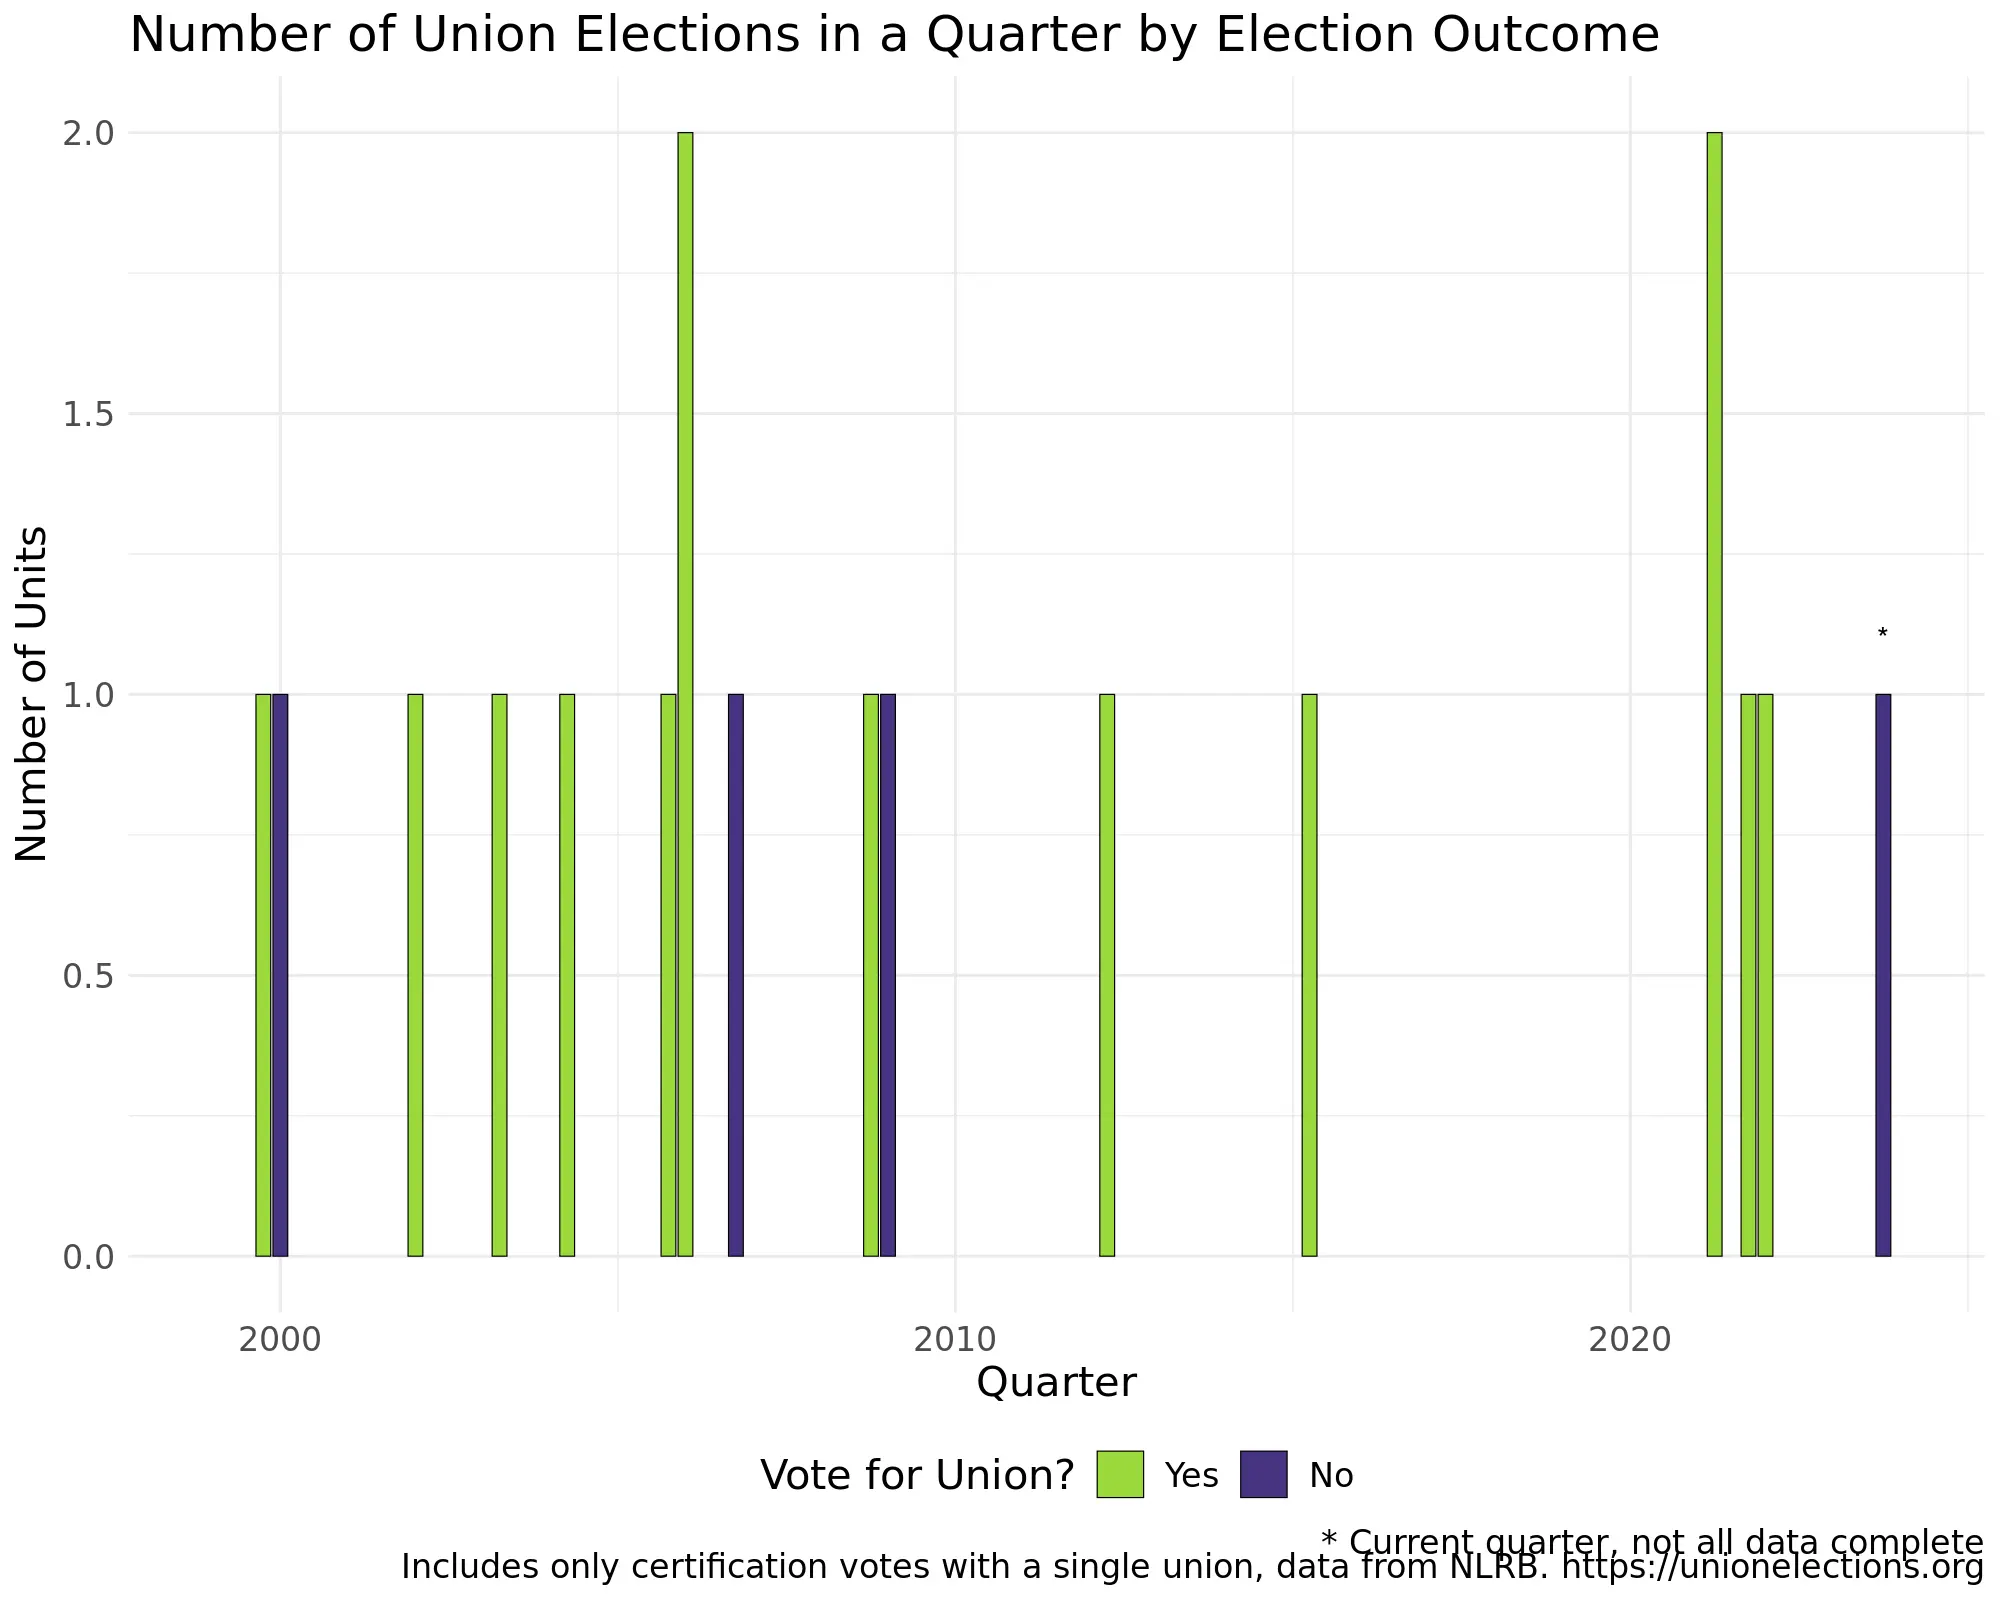 Number of Union Elections in a Quarter by Election Outcome
Number of Units
2.0
1.5
1.0
0.5
0.0
*
2000 2010 2020
Quarter
Vote for Union? Yes No
* Current quarter, not all data complete
Includes only certification votes with a single union, data from NLRB. https://unionelections.org